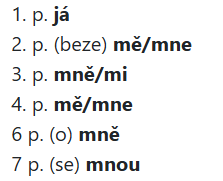 1. p. já
2. p. (beze) mě/mne
3. p. mně/mi
4. p. mě/mne
6 p. (o) mně
7 p. (se) mnou